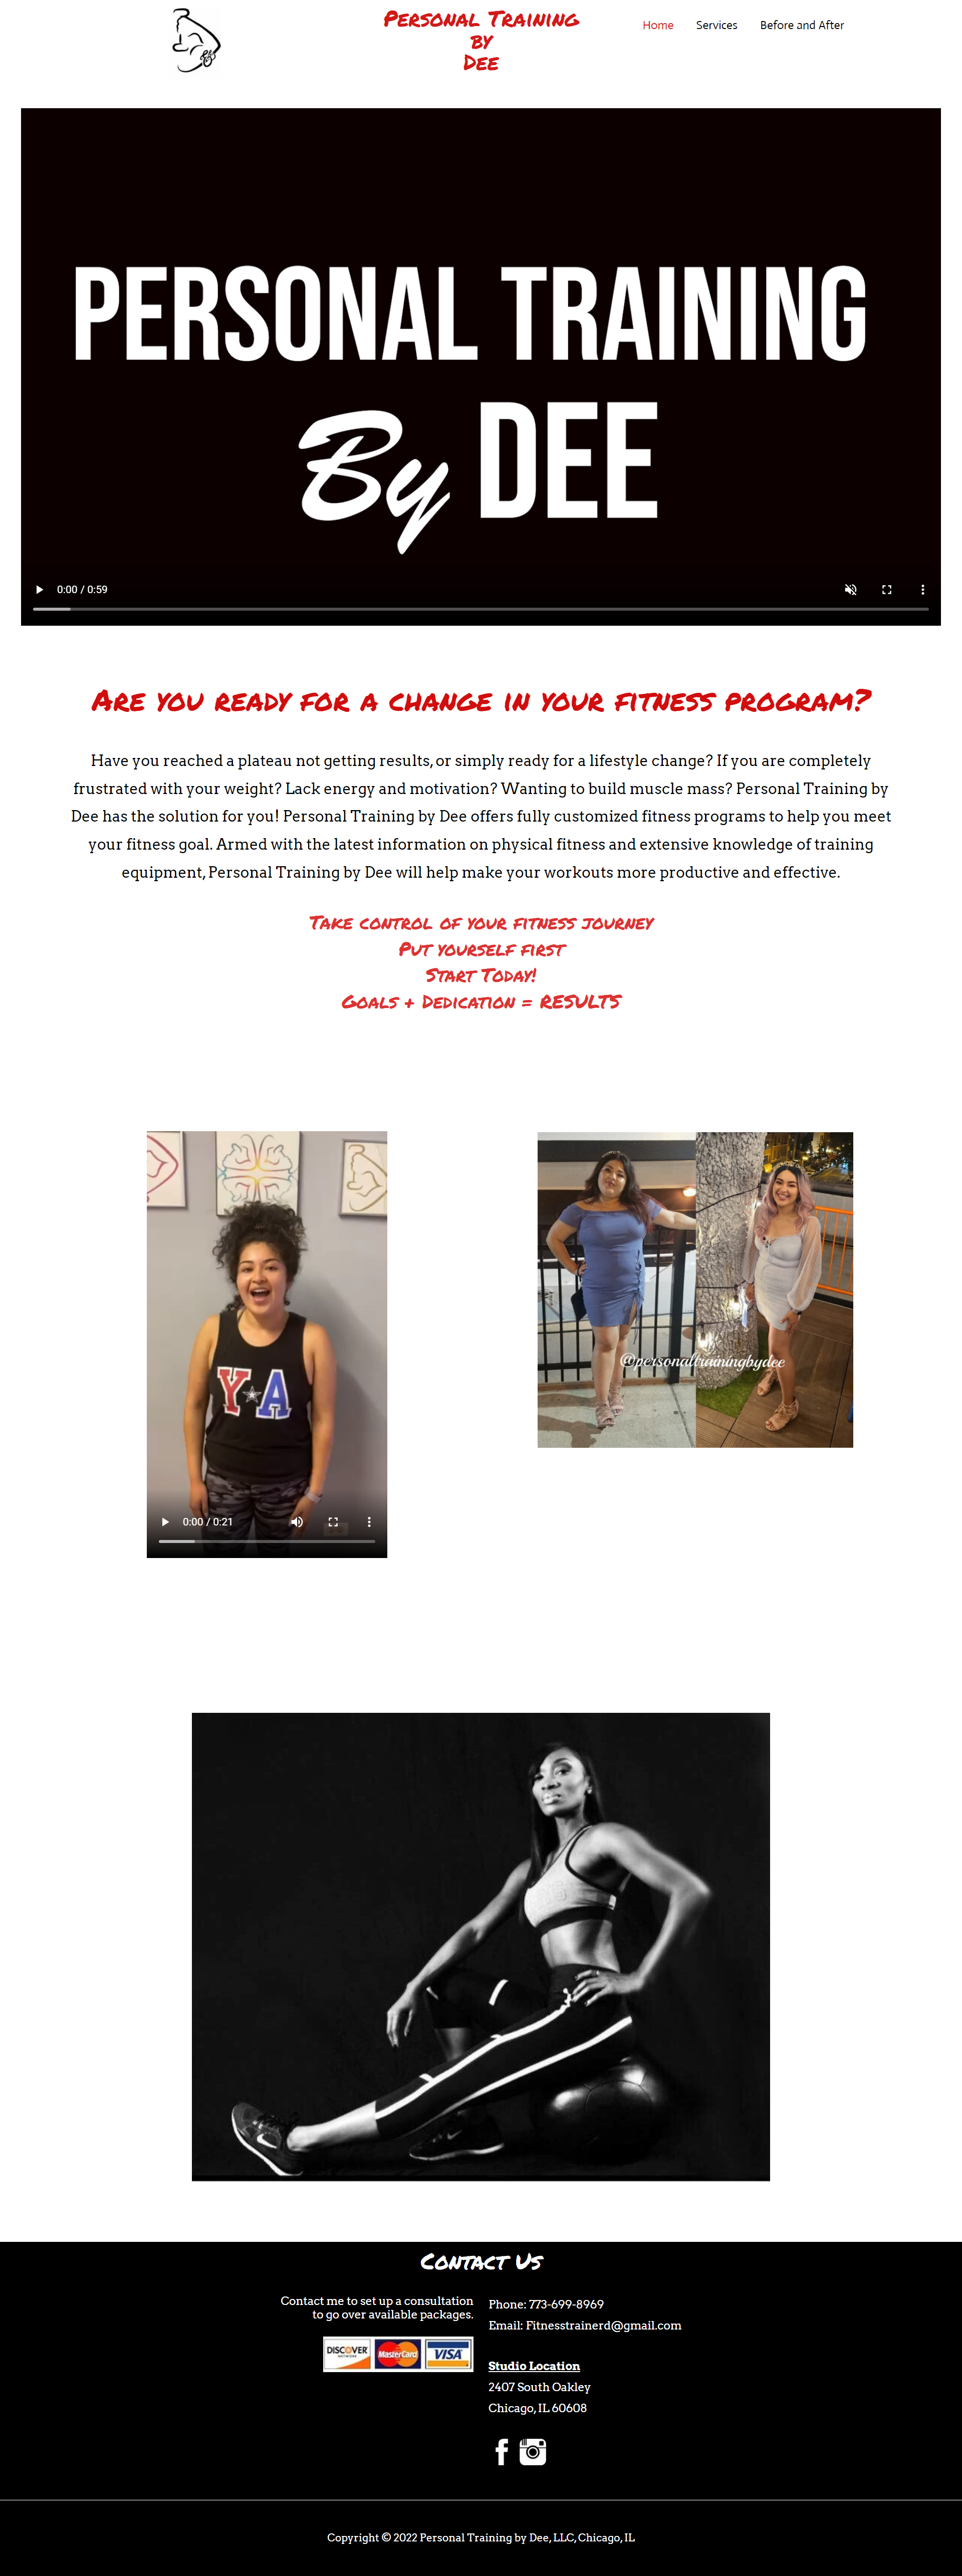 Personal Training
by
Dee
Home Services Before and After
PERSONAL TRAINING
By DEE
0:00 / 0:59
Are you ready for a change in your fitness program?
Have you reached a plateau not getting results, or simply ready for a lifestyle change? If you are completely
frustrated with your weight? Lack energy and motivation? Wanting to build muscle mass? Personal Training by
Dee has the solution for you! Personal Training by Dee offers fully customized fitness programs to help you meet
your fitness goal. Armed with the latest information on physical fitness and extensive knowledge of training
equipment, Personal Training by Dee will help make your workouts more productive and effective.
Take control of your fitness journey
Put yourself first
Start Today!
Goals + Dedication = RESULTS
Y A
0:00 / 0:21
@personaltrainingbydee
Contact Us
Contact me to set up a consultation
to go over available packages.
DISCOVER
NETWORK
MasterCard
VISA
Phone: 773-699-8969
Email: Fitnesstrainerd@gmail.com
Studio Location
2407 South Oakley
Chicago, IL 60608
Copyright © 2022 Personal Training by Dee, LLC, Chicago, IL